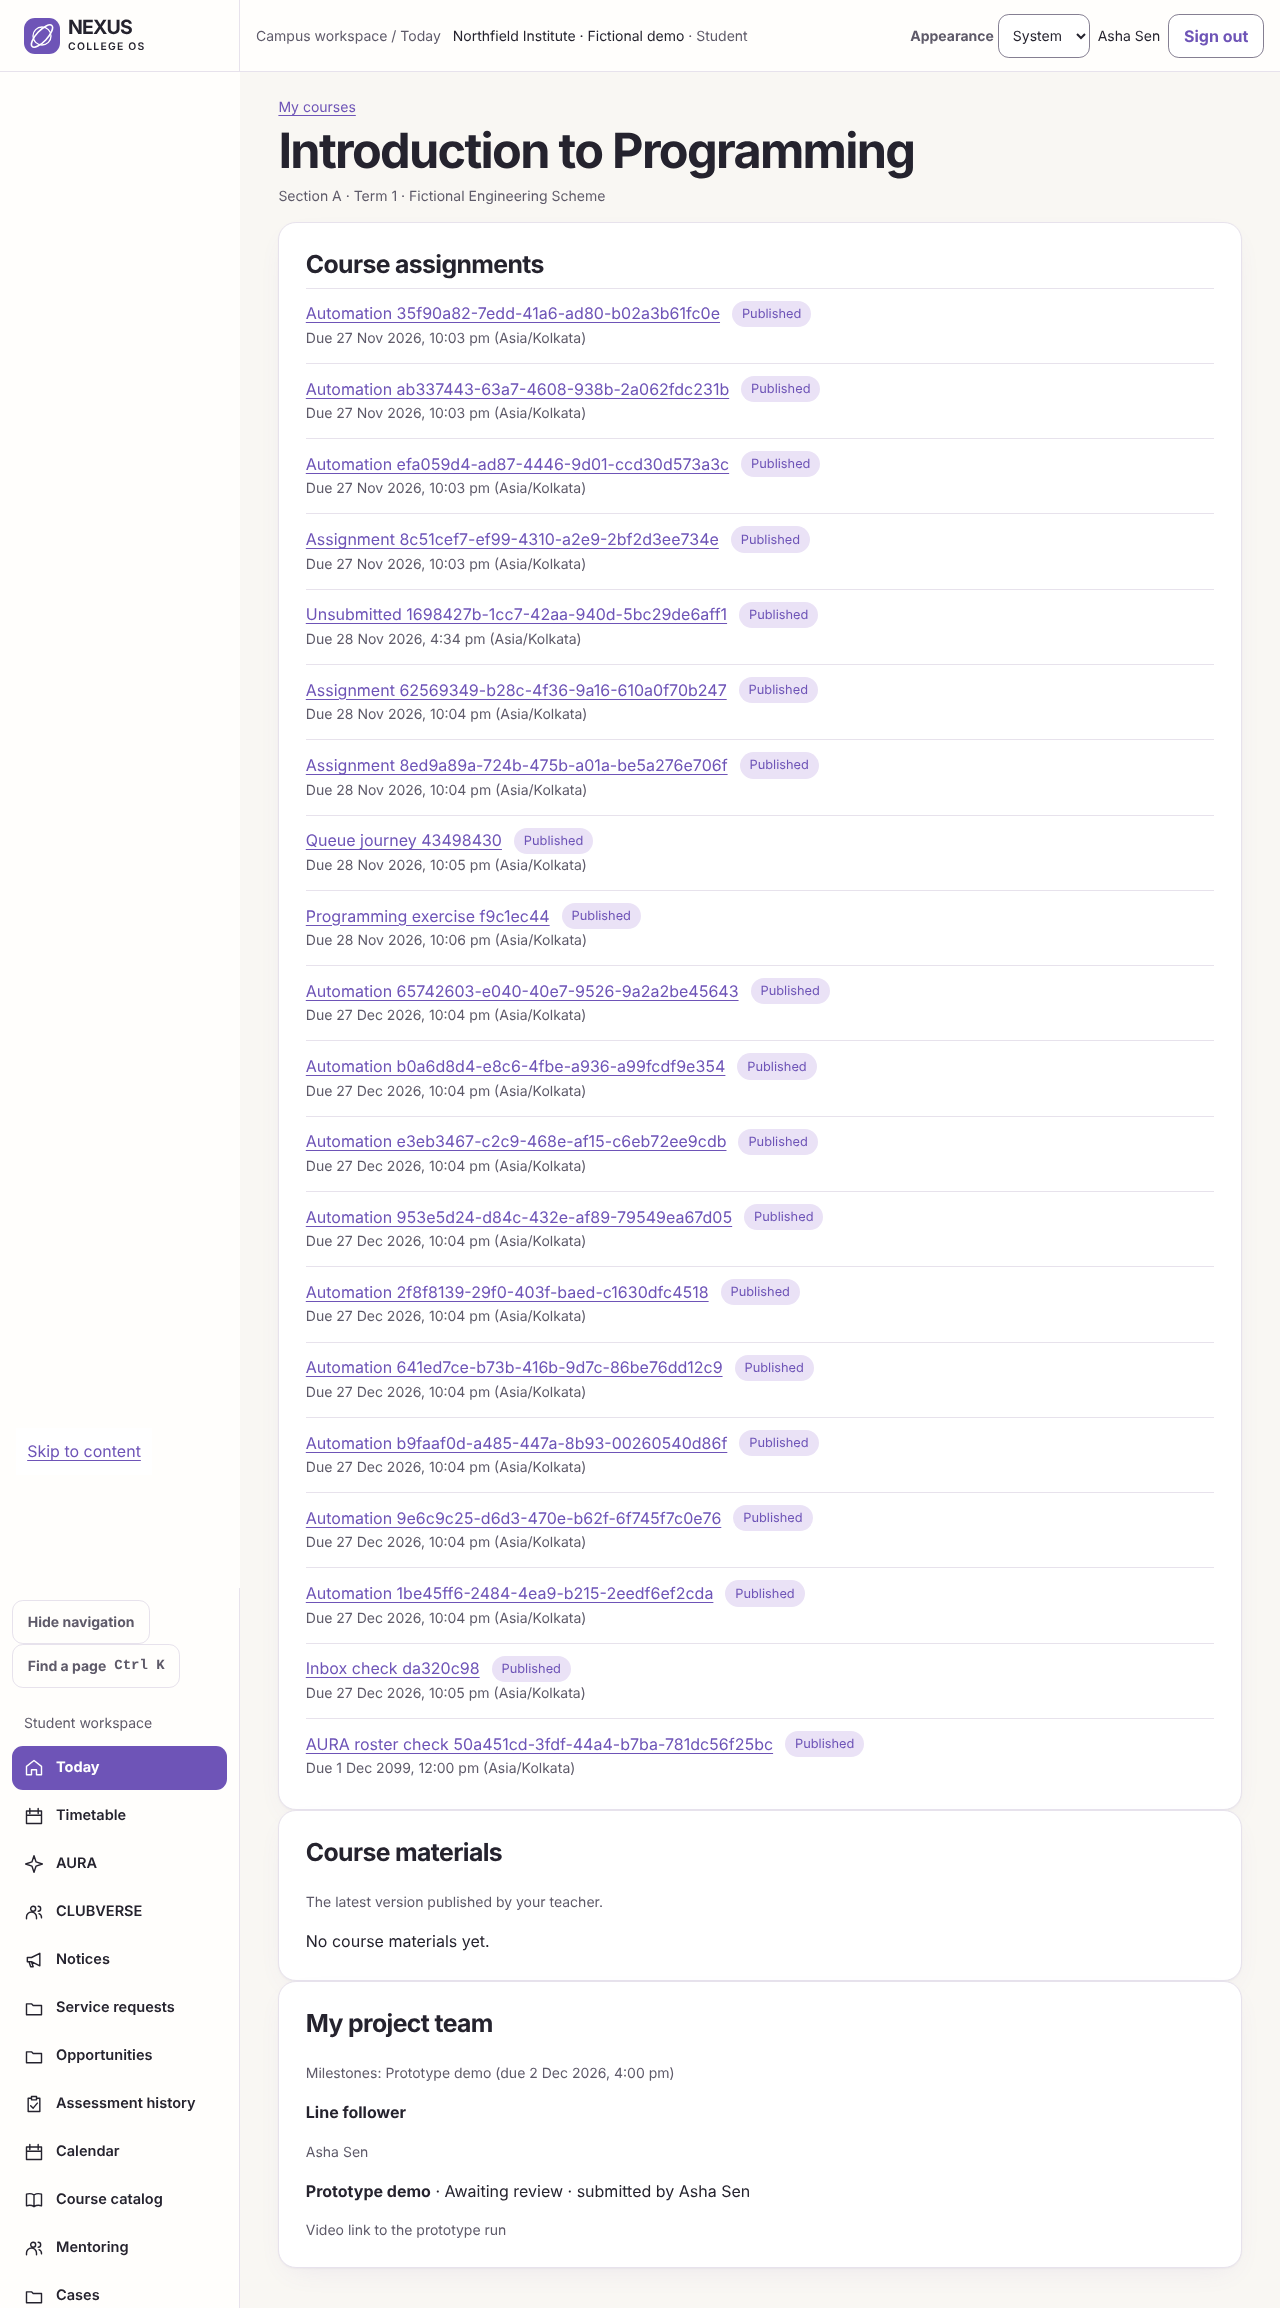 NEXUS
COLLEGE OS
Campus workspace / Today Northfield Institute · Fictional demo · Student
Appearance System Asha Sen Sign out
My courses
Introduction to Programming
Section A · Term 1 · Fictional Engineering Scheme
Course assignments
Automation 35f90a82-7edd-41a6-ad80-b02a3b61fc0e Published
Due 27 Nov 2026, 10:03 pm (Asia/Kolkata)
Automation ab337443-63a7-4608-938b-2a062fdc231b Published
Due 27 Nov 2026, 10:03 pm (Asia/Kolkata)
Automation efa059d4-ad87-4446-9d01-ccd30d573a3c Published
Due 27 Nov 2026, 10:03 pm (Asia/Kolkata)
Assignment 8c51cef7-ef99-4310-a2e9-2bf2d3ee734e Published
Due 27 Nov 2026, 10:03 pm (Asia/Kolkata)
Unsubmitted 1698427b-1cc7-42aa-940d-5bc29de6aff1 Published
Due 28 Nov 2026, 4:34 pm (Asia/Kolkata)
Assignment 62569349-b28c-4f36-9a16-610a0f70b247 Published
Due 28 Nov 2026, 10:04 pm (Asia/Kolkata)
Assignment 8ed9a89a-724b-475b-a01a-be5a276e706f Published
Due 28 Nov 2026, 10:04 pm (Asia/Kolkata)
Queue journey 43498430 Published
Due 28 Nov 2026, 10:05 pm (Asia/Kolkata)
Programming exercise f9c1ec44 Published
Due 28 Nov 2026, 10:06 pm (Asia/Kolkata)
Automation 65742603-e040-40e7-9526-9a2a2be45643 Published
Due 27 Dec 2026, 10:04 pm (Asia/Kolkata)
Automation b0a6d8d4-e8c6-4fbe-a936-a99fcdf9e354 Published
Due 27 Dec 2026, 10:04 pm (Asia/Kolkata)
Automation e3eb3467-c2c9-468e-af15-c6eb72ee9cdb Published
Due 27 Dec 2026, 10:04 pm (Asia/Kolkata)
Automation 953e5d24-d84c-432e-af89-79549ea67d05 Published
Due 27 Dec 2026, 10:04 pm (Asia/Kolkata)
Automation 2f8f8139-29f0-403f-baed-c1630dfc4518 Published
Due 27 Dec 2026, 10:04 pm (Asia/Kolkata)
Automation 641ed7ce-b73b-416b-9d7c-86be76dd12c9 Published
Due 27 Dec 2026, 10:04 pm (Asia/Kolkata)
Automation b9faaf0d-a485-447a-8b93-00260540d86f Published
Due 27 Dec 2026, 10:04 pm (Asia/Kolkata)
Automation 9e6c9c25-d6d3-470e-b62f-6f745f7c0e76 Published
Due 27 Dec 2026, 10:04 pm (Asia/Kolkata)
Automation 1be45ff6-2484-4ea9-b215-2eedf6ef2cda Published
Due 27 Dec 2026, 10:04 pm (Asia/Kolkata)
Inbox check da320c98 Published
Due 27 Dec 2026, 10:05 pm (Asia/Kolkata)
AURA roster check 50a451cd-3fdf-44a4-b7ba-781dc56f25bc Published
Due 1 Dec 2099, 12:00 pm (Asia/Kolkata)
Course materials
The latest version published by your teacher.
No course materials yet.
My project team
Milestones: Prototype demo (due 2 Dec 2026, 4:00 pm)
Line follower
Asha Sen
Prototype demo · Awaiting review · submitted by Asha Sen
Video link to the prototype run
Skip to content
Hide navigation
Find a page Ctrl K
Student workspace
Today
Timetable
AURA
CLUBVERSE
Notices
Service requests
Opportunities
Assessment history
Calendar
Course catalog
Mentoring
Cases